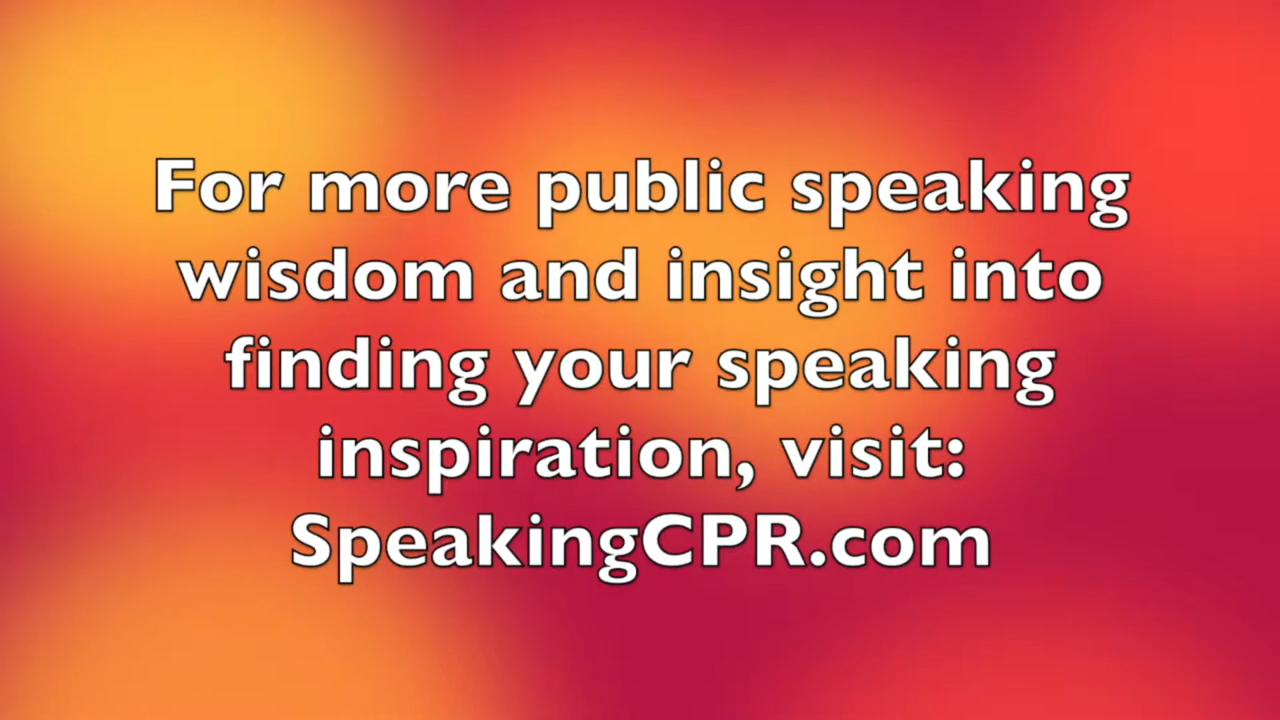 For more public speaking
wisdom and insight into
finding your speaking
inspiration, visit:
SpeakingCPR.com